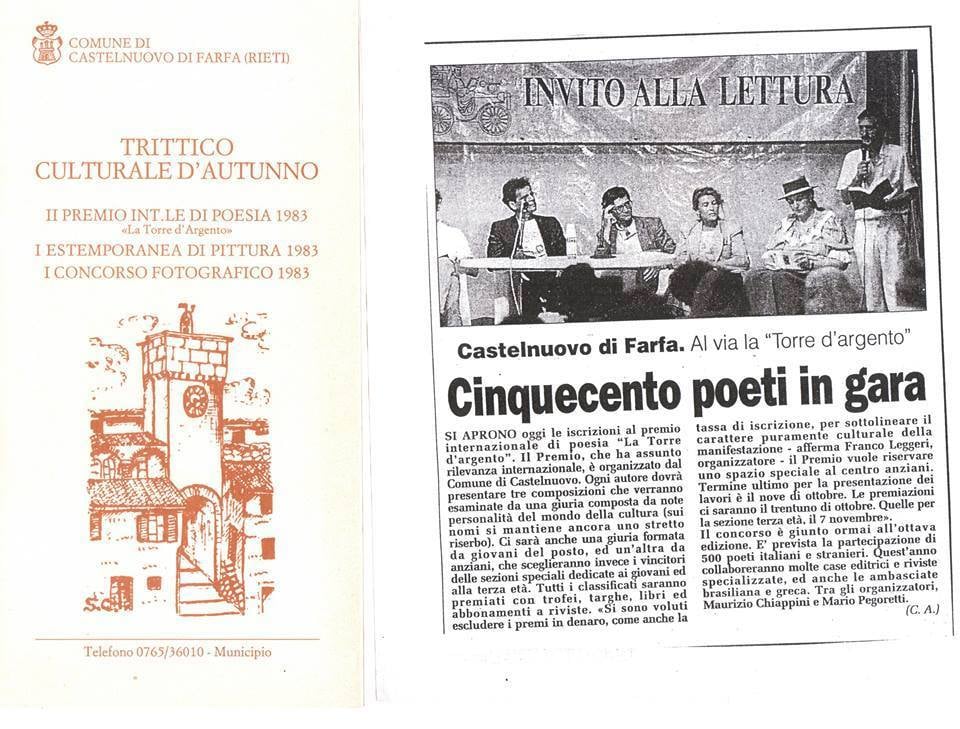 COMUNE DI
CASTELNUOVO DI FARFA (RIETI)
TRITTICO
CULTURALE D'AUTUNNO
II PREMIO INT.LE DI POESIA 1983
«La Torre d'Argento»
I ESTEMPORANEA DI PITTURA 1983
I CONCORSO FOTOGRAFICO 1983
Telefono 0765/36010 - Municipio
INVITO ALLA LETTURA
Castelnuovo di Farfa. Al via la "Torre d'argento"
Cinquecento poeti in gara
SI APRONO oggi le iscrizioni al premio
internazionale di poesia "La Torre
d'argento". Il Premio, che ha assunto
rilevanza internazionale, è organizzato dal
Comune di Castelnuovo. Ogni autore dovrà
presentare tre composizioni che verranno
esaminate da una giuria composta da note
personalità del mondo della cultura (sui
nomi si mantiene ancora uno stretto
riserbo). Ci sarà anche una giuria formata
da giovani del posto, ed un'altra da
anziani, che sceglieranno invece i vincitori
delle sezioni speciali dedicate ai giovani ed
alla terza età. Tutti i classificati saranno
premiati con trofei, targhe, libri ed
abbonamenti a riviste. «Si sono voluti
escludere i premi in denaro, come anche la
tassa di iscrizione, per sottolineare il
carattere puramente culturale della
manifestazione - afferma Franco Leggeri,
organizzatore - il Premio vuole riservare
uno spazio speciale al centro anziani.
Termine ultimo per la presentazione dei
lavori è il nove di ottobre. Le premiazioni
ci saranno il trentuno di ottobre. Quelle per
la sezione terza età, il 7 novembre».
Il concorso è giunto ormai all'ottava
edizione. E' prevista la partecipazione di
500 poeti italiani e stranieri. Quest'anno
collaboreranno molte case editrici e riviste
specializzate, ed anche le ambasciate
brasiliana e greca. Tra gli organizzatori,
Maurizio Chiappini e Mario Pegoretti.
(C. A.)